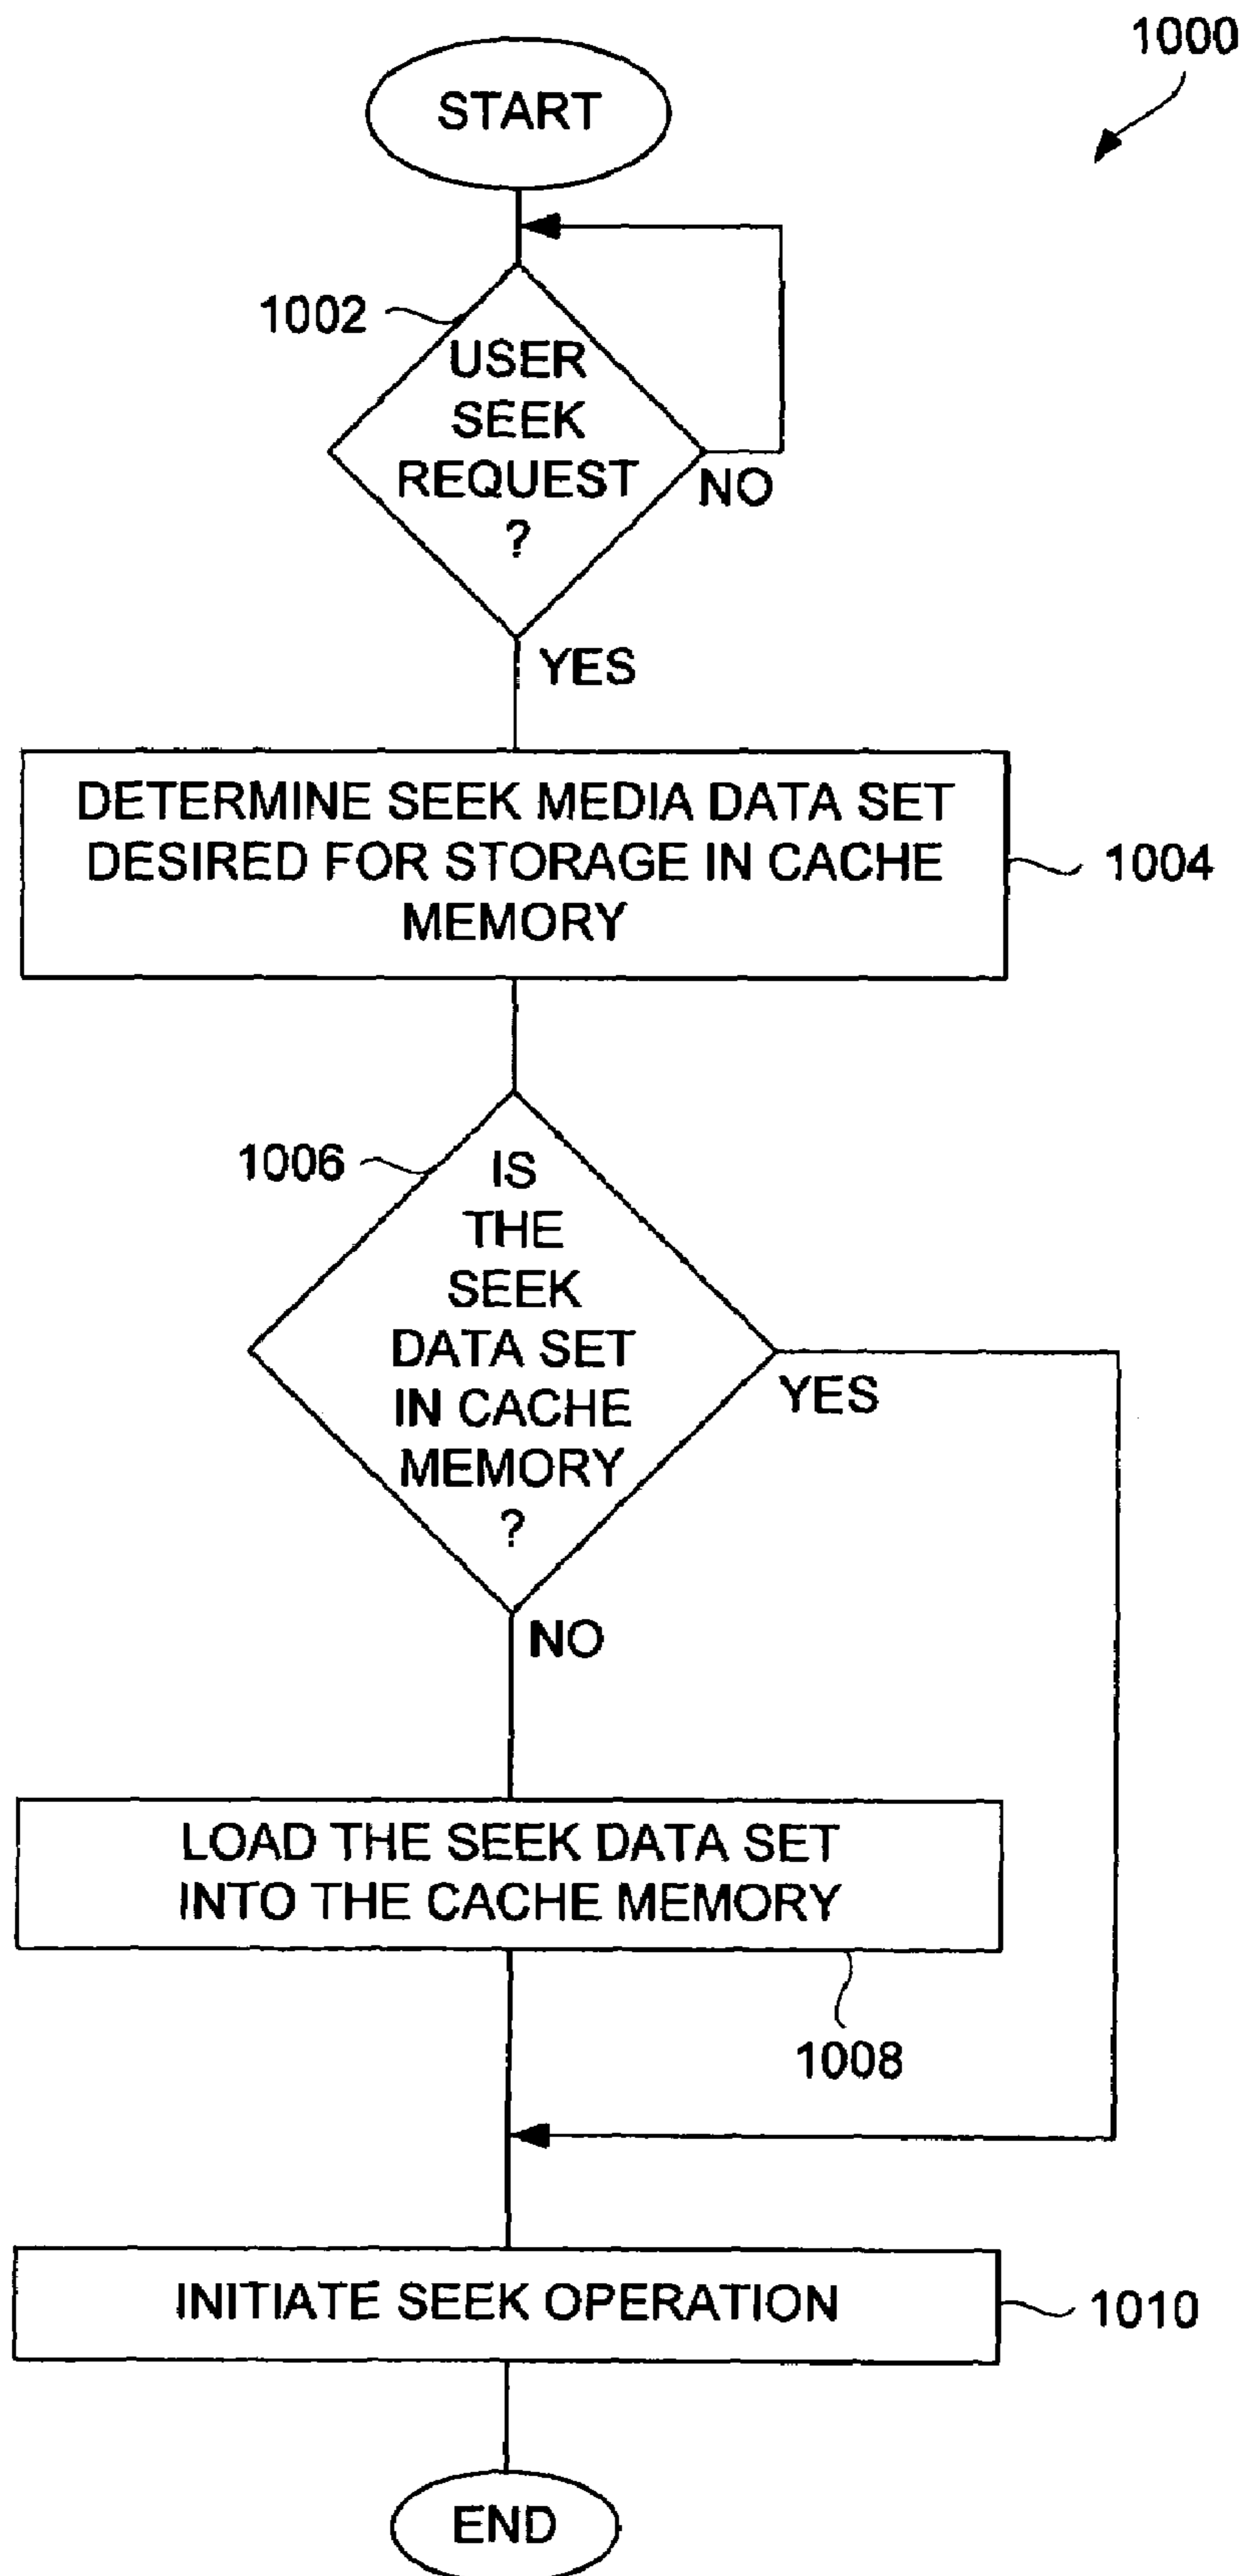 1000
START
1002
USER
SEEK
REQUEST
?
NO
YES
DETERMINE SEEK MEDIA DATA SET
DESIRED FOR STORAGE IN CACHE
MEMORY
1004
1006
IS
THE
SEEK
DATA SET
IN CACHE
MEMORY
?
YES
NO
LOAD THE SEEK DATA SET
INTO THE CACHE MEMORY
1008
INITIATE SEEK OPERATION
1010
END